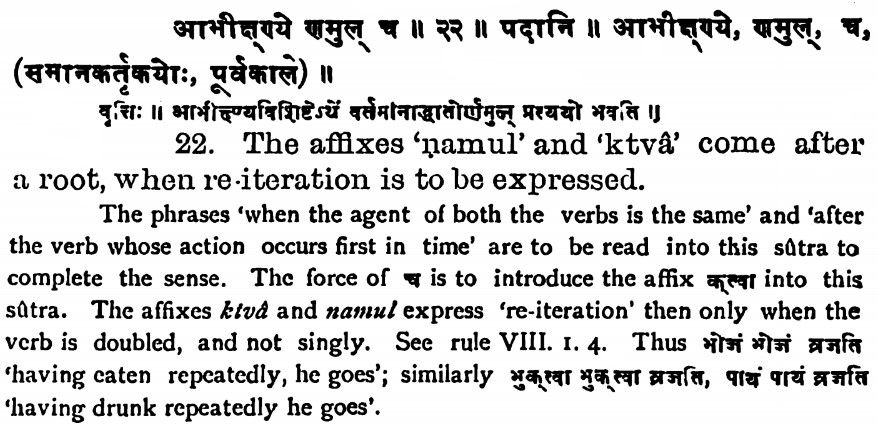 आभीक्ष्ण्ये णमुल् च ॥ २२ ॥ पदानि ॥ आभीक्ष्ण्ये, णमुल्, च,
(समानकर्तृकयोः, पूर्वकाले) ॥
वृत्तिः ॥ आभीक्ष्ण्यविशिष्टेऽर्थे वर्तमानाद्धातोर्णमुल् प्रत्ययो भवति ॥
22. The affixes ‘ṇamul’ and ‘ktvâ’ come after
a root, when re-iteration is to be expressed.
The phrases ‘when the agent of both the verbs is the same’ and ‘after
the verb whose action occurs first in time’ are to be read into this sûtra to
complete the sense. The force of च is to introduce the affix क्त्वा into this
sûtra. The affixes ktvâ and namul express ‘re-iteration’ then only when the
verb is doubled, and not singly. See rule VIII. 1. 4. Thus भोजं भोजं व्रजति
‘having eaten repeatedly, he goes’; similarly भुक्त्वा भुक्त्वा व्रजति, पायं पायं व्रजति
‘having drunk repeatedly he goes’.